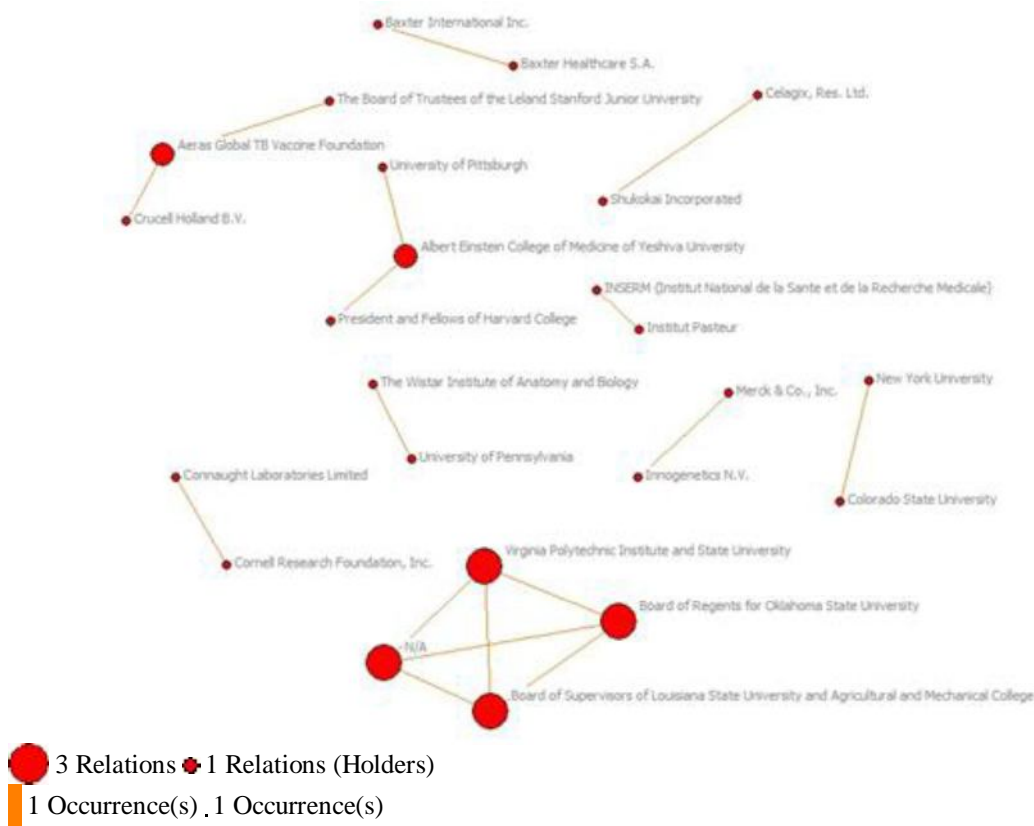 Baxter International Inc.
Baxter Healthcare S.A.
Celagix, Res. Ltd.
The Board of Trustees of the Leland Stanford Junior University
Aeras Global TB Vaccine Foundation
University of Pittsburgh
Shukokai Incorporated
Crucell Holland B.V.
Albert Einstein College of Medicine of Yeshiva University
INSERM (Institut National de la Sante et de la Recherche Medicale)
President and Fellows of Harvard College
Institut Pasteur
The Wistar Institute of Anatomy and Biology
Merck & Co., Inc.
New York University
University of Pennsylvania
Connaught Laboratories Limited
Innogenetics N.V.
Colorado State University
Cornell Research Foundation, Inc.
Virginia Polytechnic Institute and State University
Board of Regents for Oklahoma State University
-N/A
Board of Supervisors of Louisiana State University and Agricultural and Mechanical College
3 Relations 1 Relations (Holders)
1 Occurrence(s) 1 Occurrence(s)